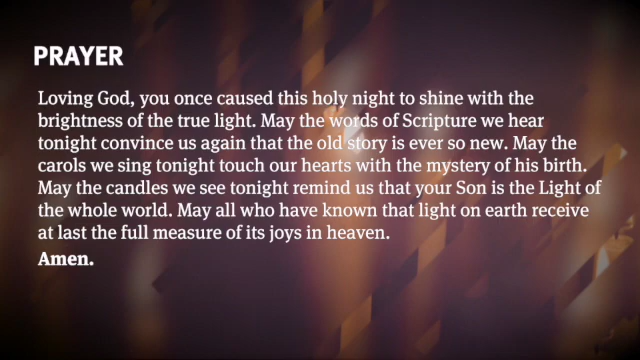 PRAYER
Loving God, you once caused this holy night to shine with the
brightness of the true light. May the words of Scripture we hear
tonight convince us again that the old story is ever so new. May the
carols we sing tonight touch our hearts with the mystery of his birth.
May the candles we see tonight remind us that your Son is the Light of
the whole world. May all who have known that light on earth receive
at last the full measure of its joys in heaven.
Amen.